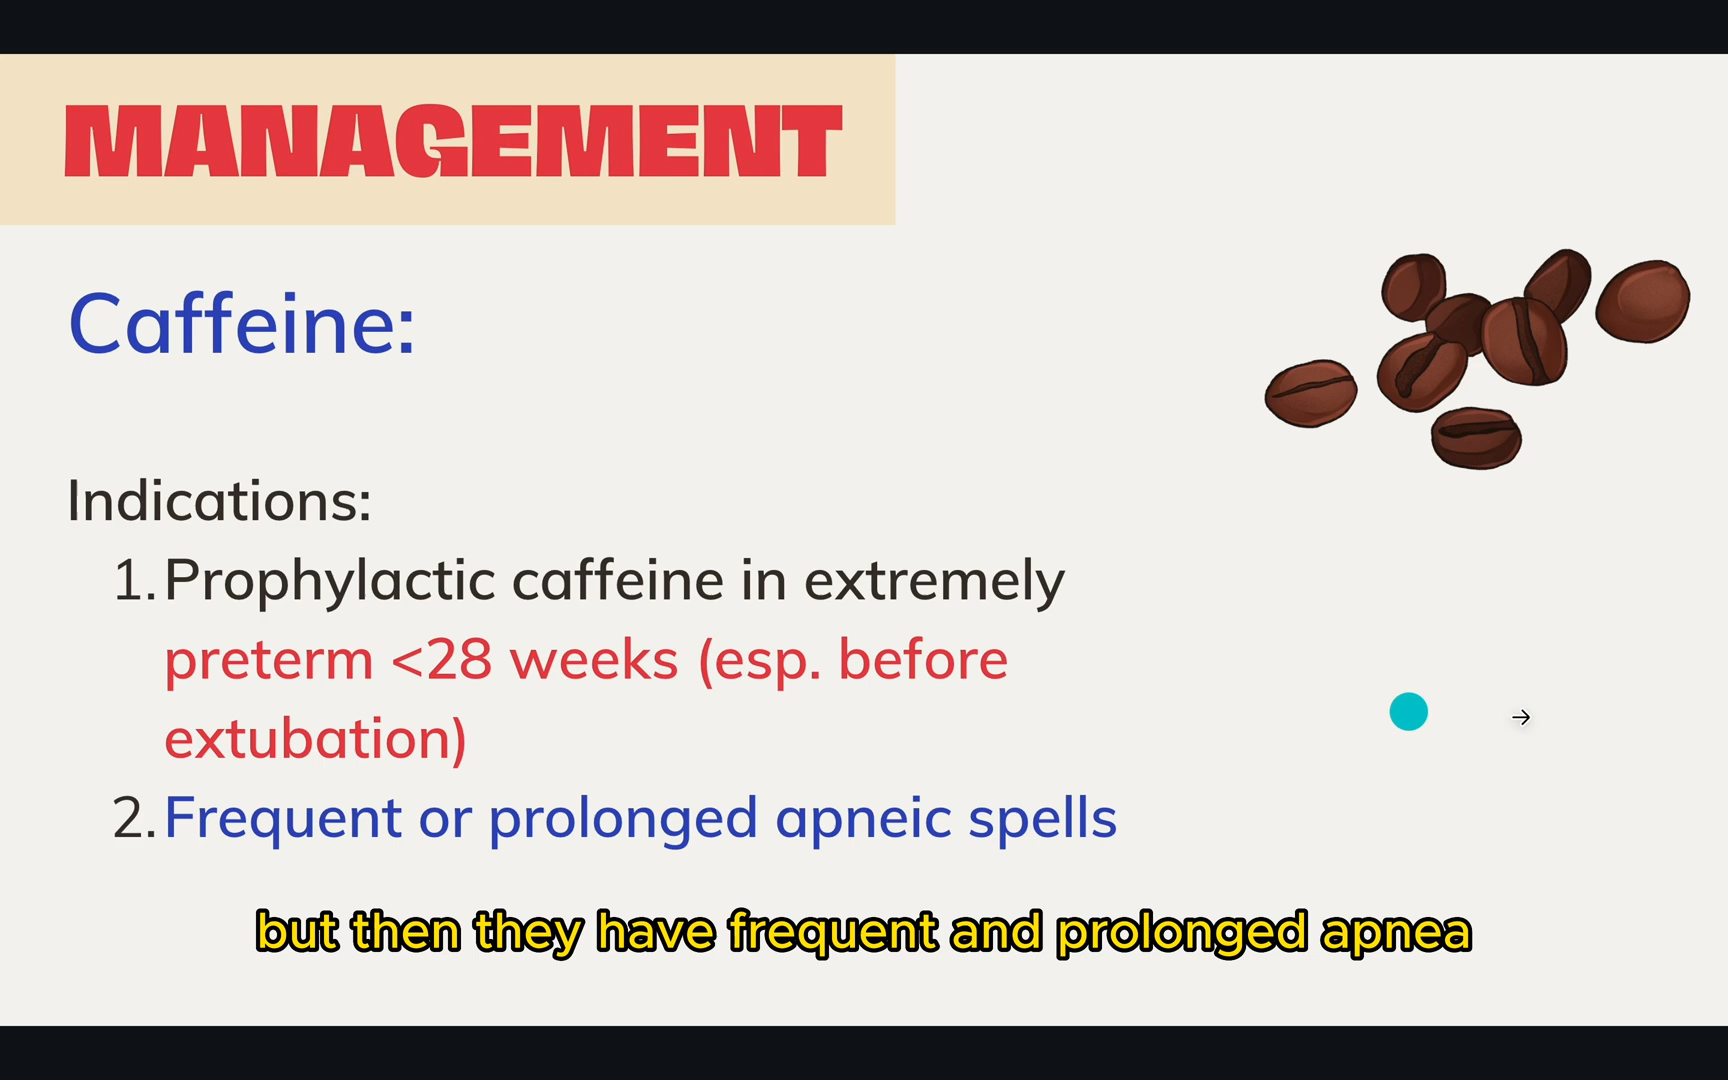 MANAGEMENT
Caffeine:
Indications:
1. Prophylactic caffeine in extremely
preterm <28 weeks (esp. before
extubation)
2. Frequent or prolonged apneic spells
but then they have frequent and prolonged apnea